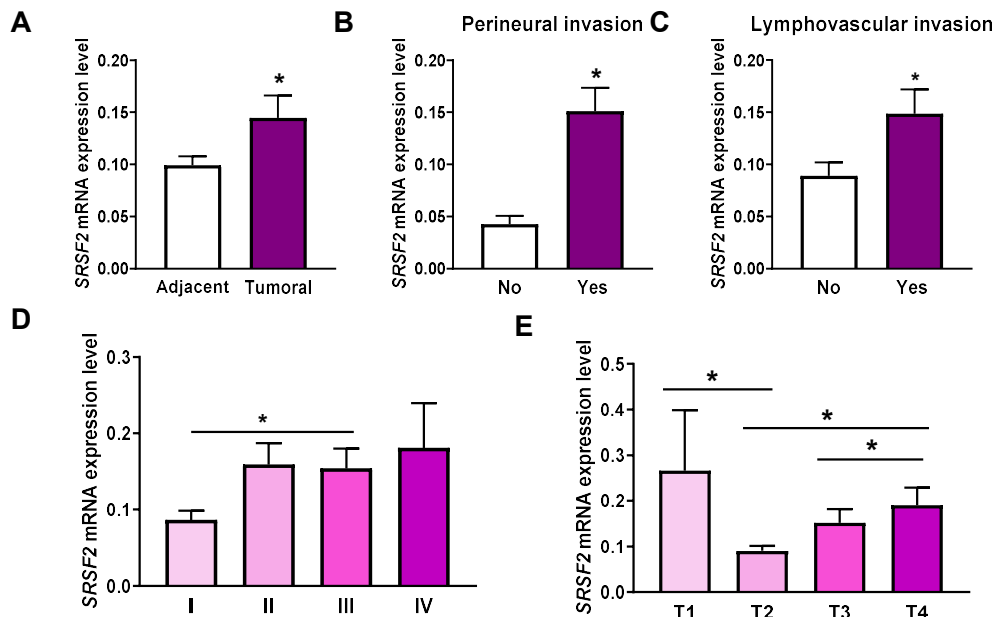 A
SRSF2 mRNA expression level
0.20
0.15
0.10
0.05
0.00
*
Adjacent Tumoral
B
Perineural invasion
SRSF2 mRNA expression level
0.20
0.15
0.10
0.05
0.00
*
No Yes
C
Lymphovascular invasion
SRSF2 mRNA expression level
0.20
0.15
0.10
0.05
0.00
*
No Yes
D
SRSF2 mRNA expression level
0.3
0.2
0.1
0.0
*
I II III IV
E
SRSF2 mRNA expression level
0.5
0.4
0.3
0.2
0.1
0.0
*
*
*
T1 T2 T3 T4